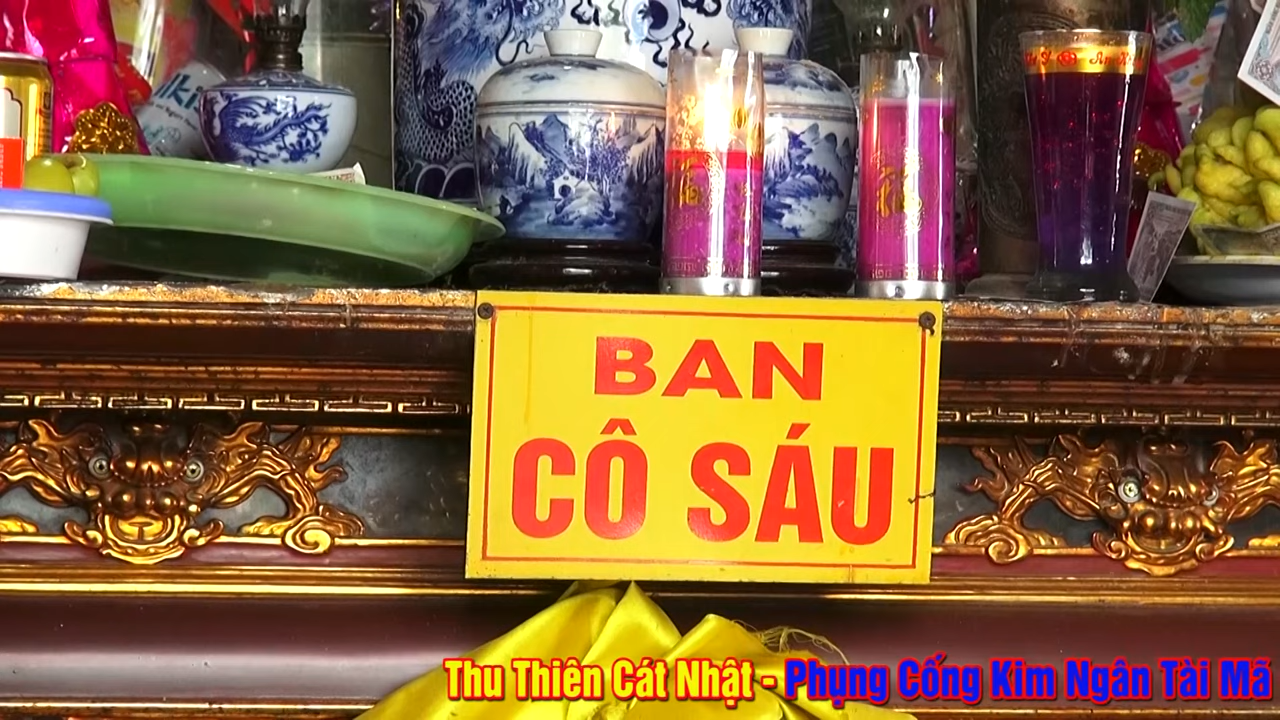 BAN
CÔ SÁU
Thu Thiên Cát Nhật - Phụng Cống Kim Ngân Tài Mã